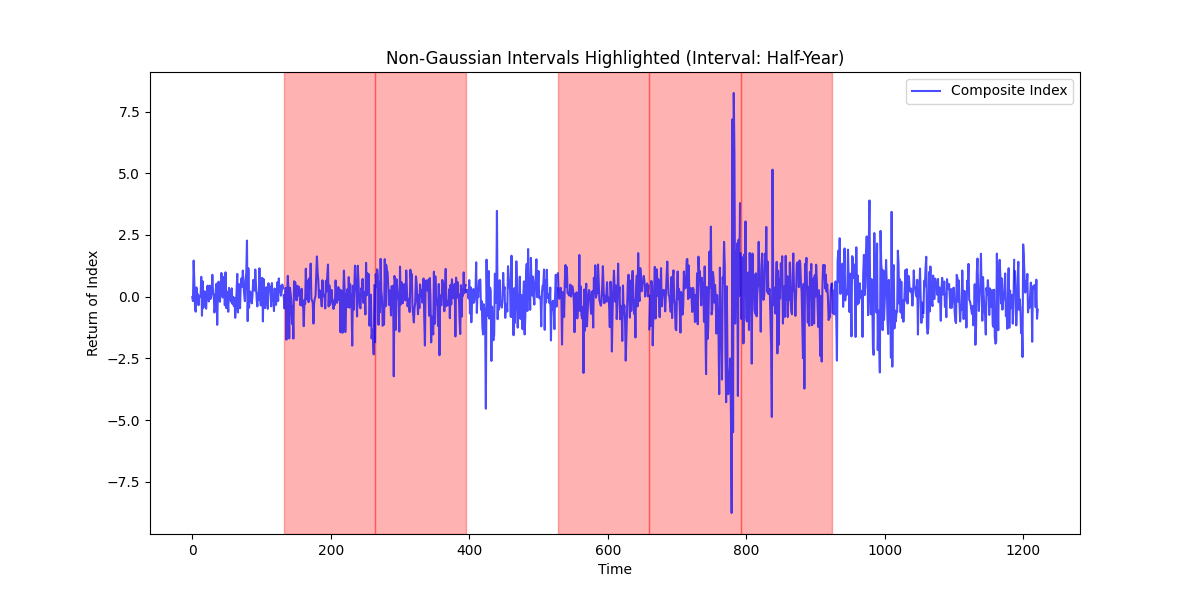 Non-Gaussian Intervals Highlighted (Interval: Half-Year)
Composite Index
Return of Index
7.5
5.0
2.5
0.0
−2.5
−5.0
−7.5
0 200 400 600 800 1000 1200
Time